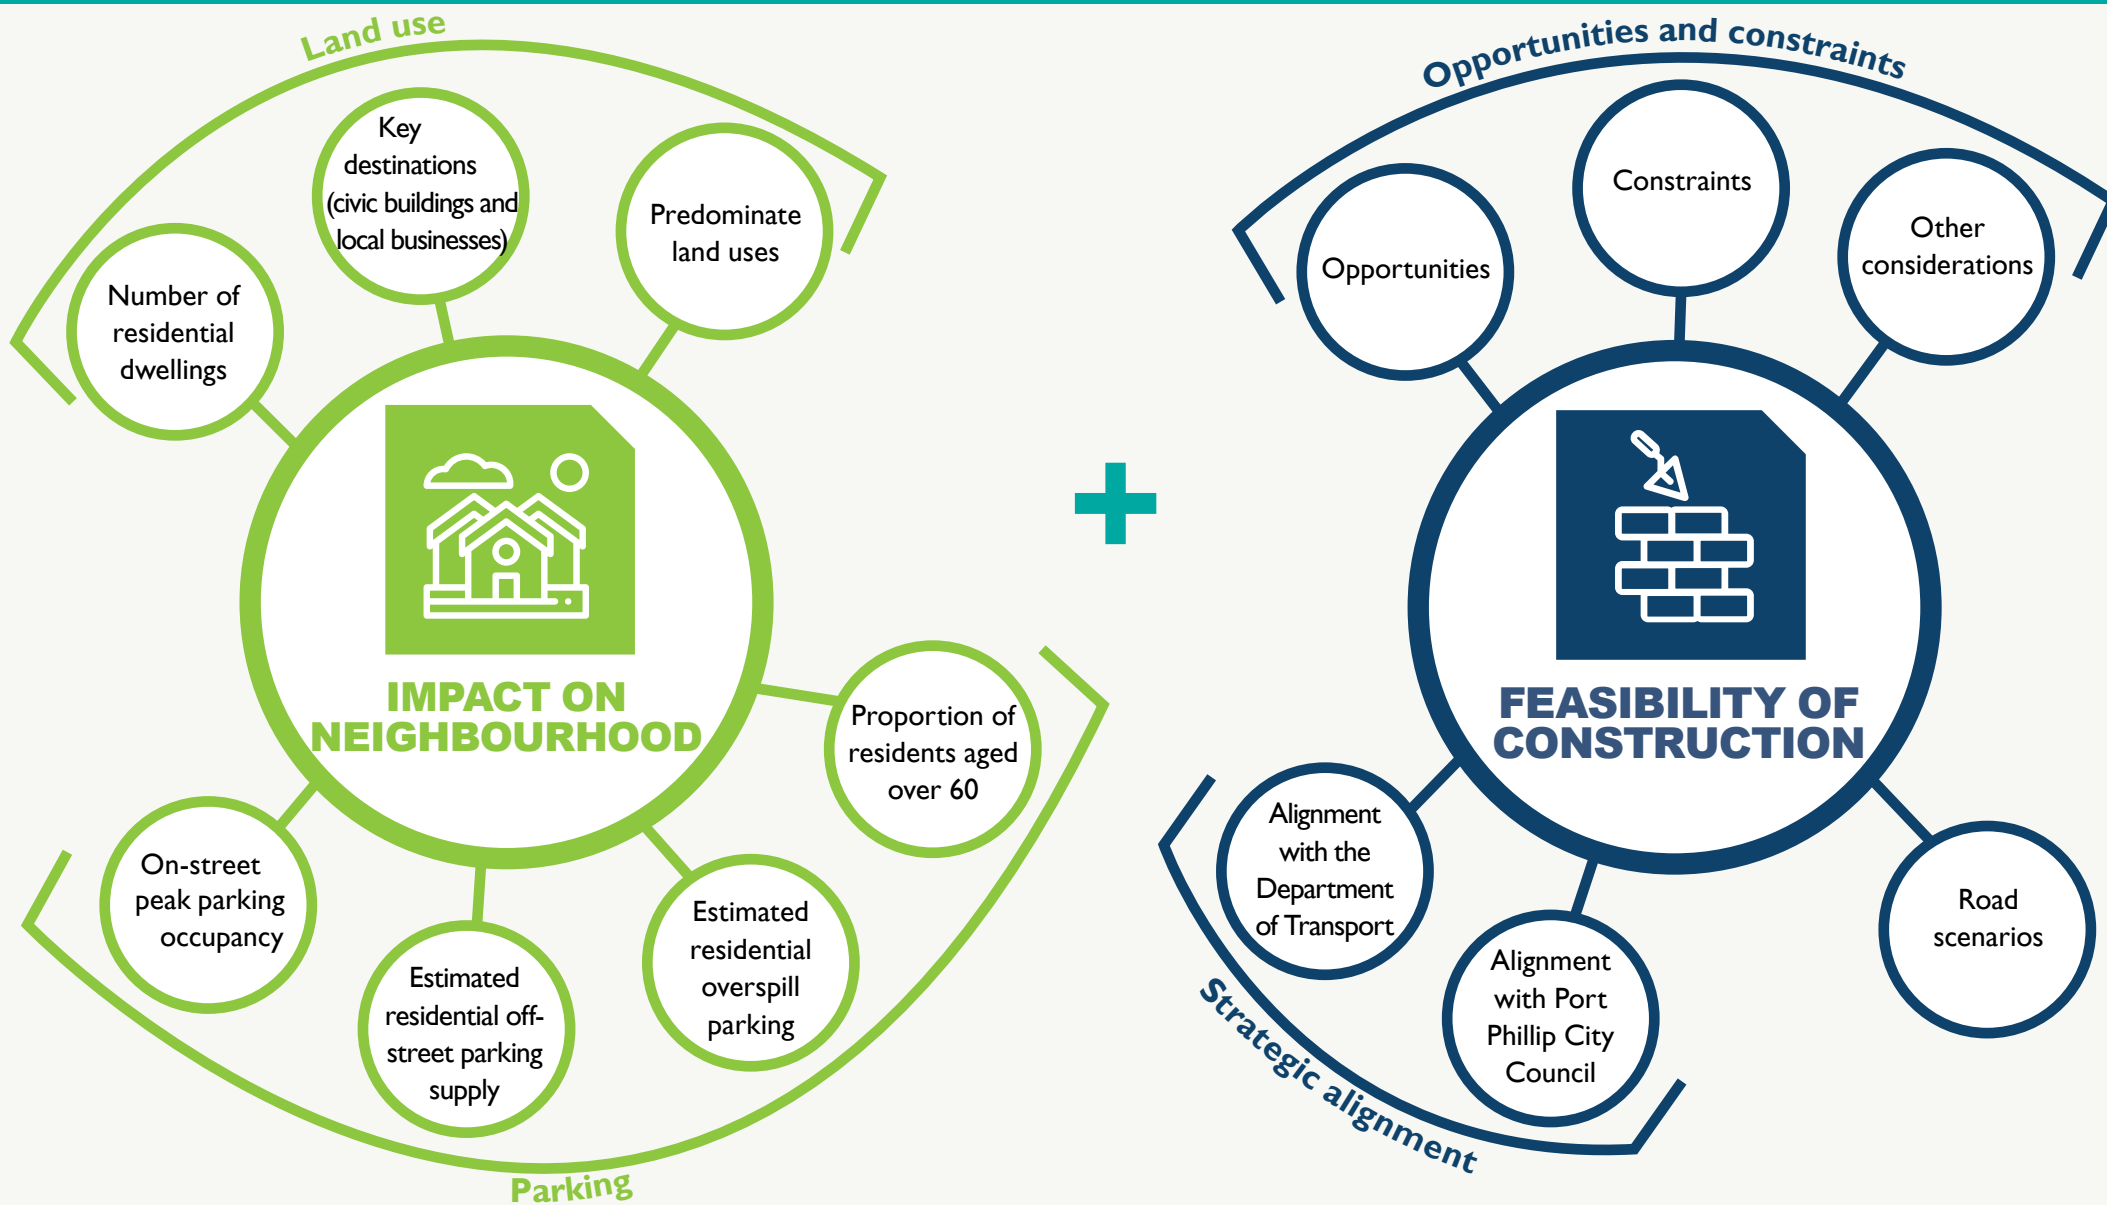 Land use
Key
destinations
(civic buildings and
local businesses)
Predominate
land uses
Number of
residential
dwellings
IMPACT ON
NEIGHBOURHOOD
Proportion of
residents aged
over 60
On-street
peak parking
occupancy
Estimated
residential
overspill
parking
Estimated
residential off-
street parking
supply
Parking
Opportunities and constraints
Constraints
Opportunities
Other
considerations
FEASIBILITY OF
CONSTRUCTION
Alignment
with the
Department
of Transport
Road
scenarios
Alignment
with Port
Phillip City
Council
Strategic alignment